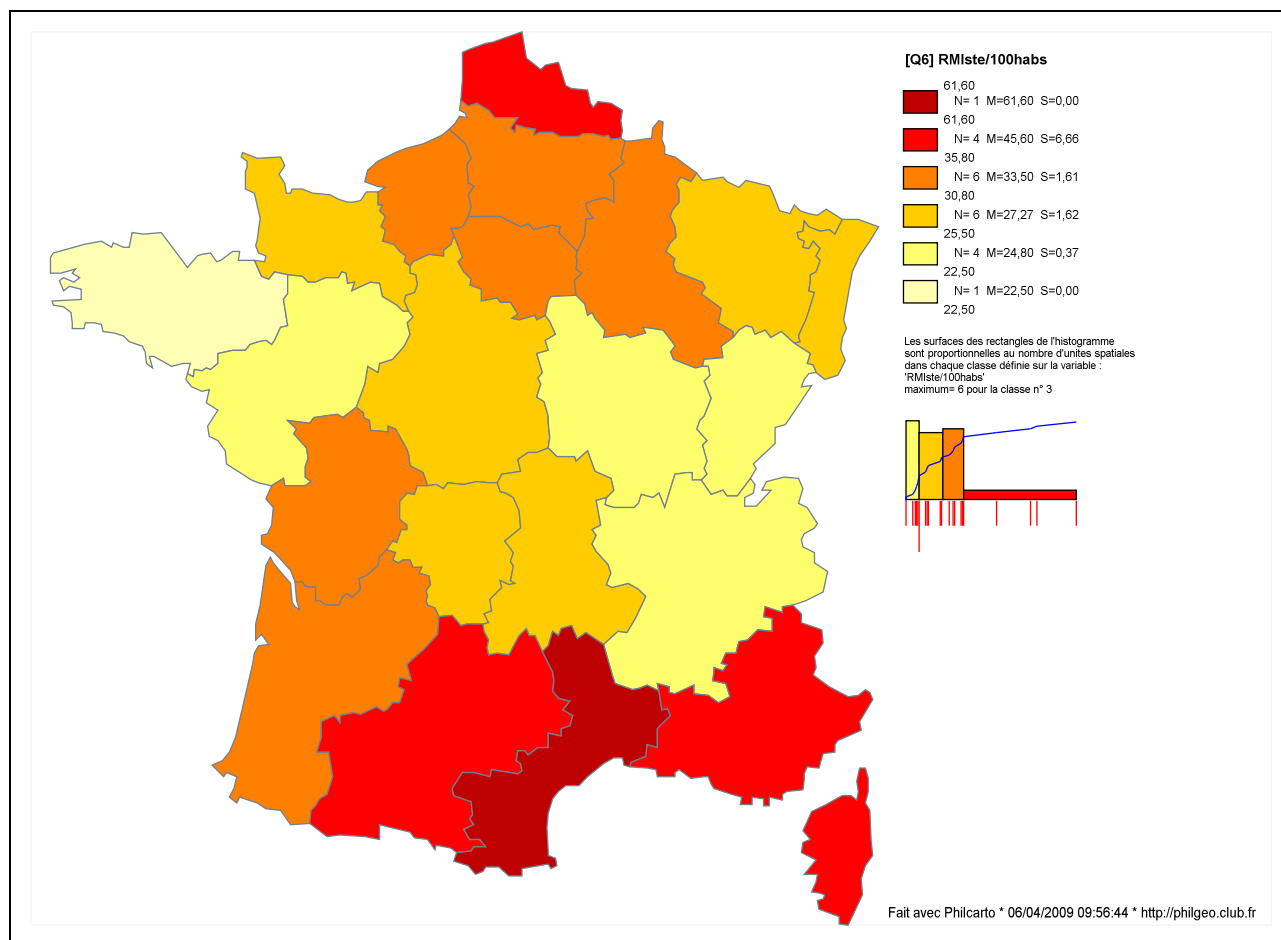 [Q6] RMIste/100habs
61,60
N= 1 M=61,60 S=0,00
61,60
N= 4 M=45,60 S=6,66
35,80
N= 6 M=33,50 S=1,61
30,80
N= 6 M=27,27 S=1,62
25,50
N= 4 M=24,80 S=0,37
22,50
N= 1 M=22,50 S=0,00
22,50
Les surfaces des rectangles de l'histogramme
sont proportionnelles au nombre d'unites spatiales
dans chaque classe définie sur la variable :
'RMIste/100habs'
maximum= 6 pour la classe n° 3
Fait avec Philcarto * 06/04/2009 09:56:44 * http://philgeo.club.fr